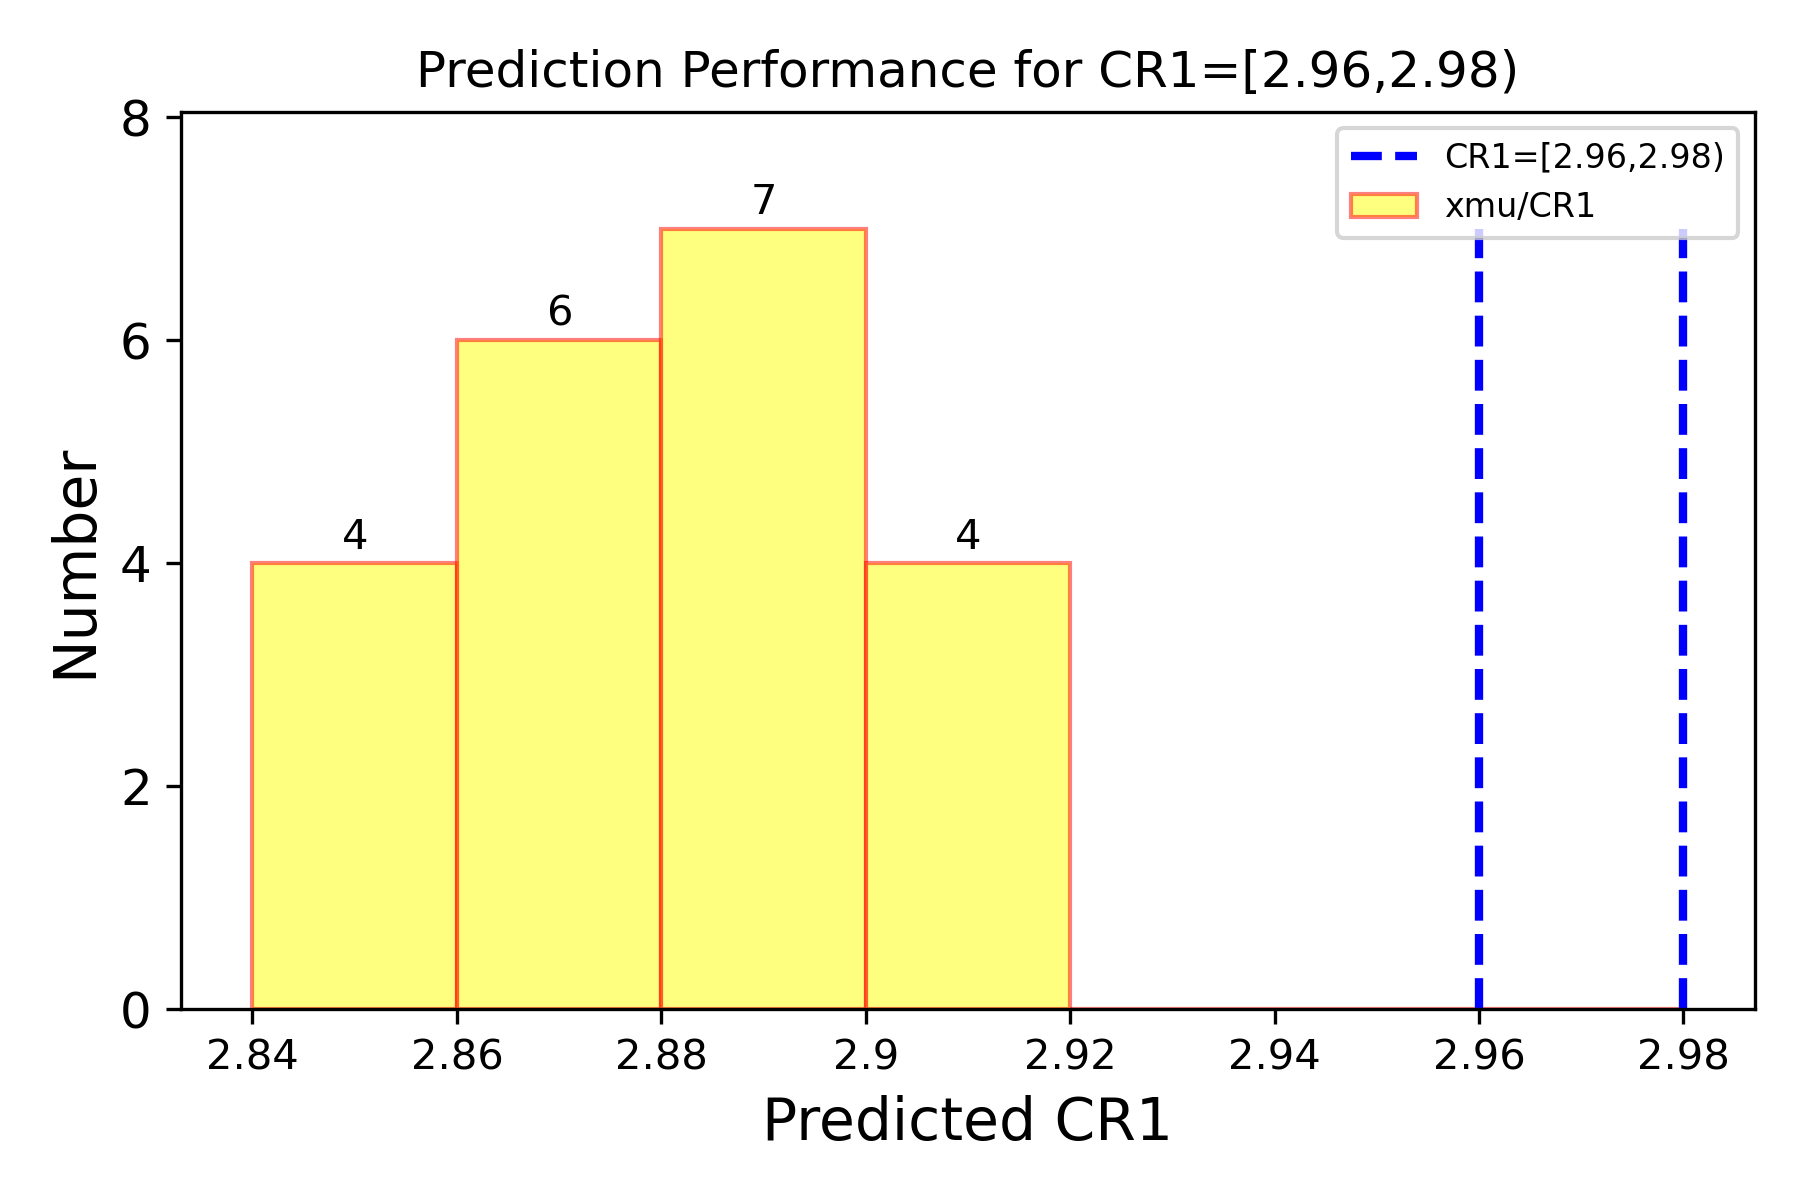 Prediction Performance for CR1=[2.96,2.98)
CR1=[2.96,2.98)
xmu/CR1
8
6
4
2
0
Number
4
6
7
4
2.84 2.86 2.88 2.9 2.92 2.94 2.96 2.98
Predicted CR1